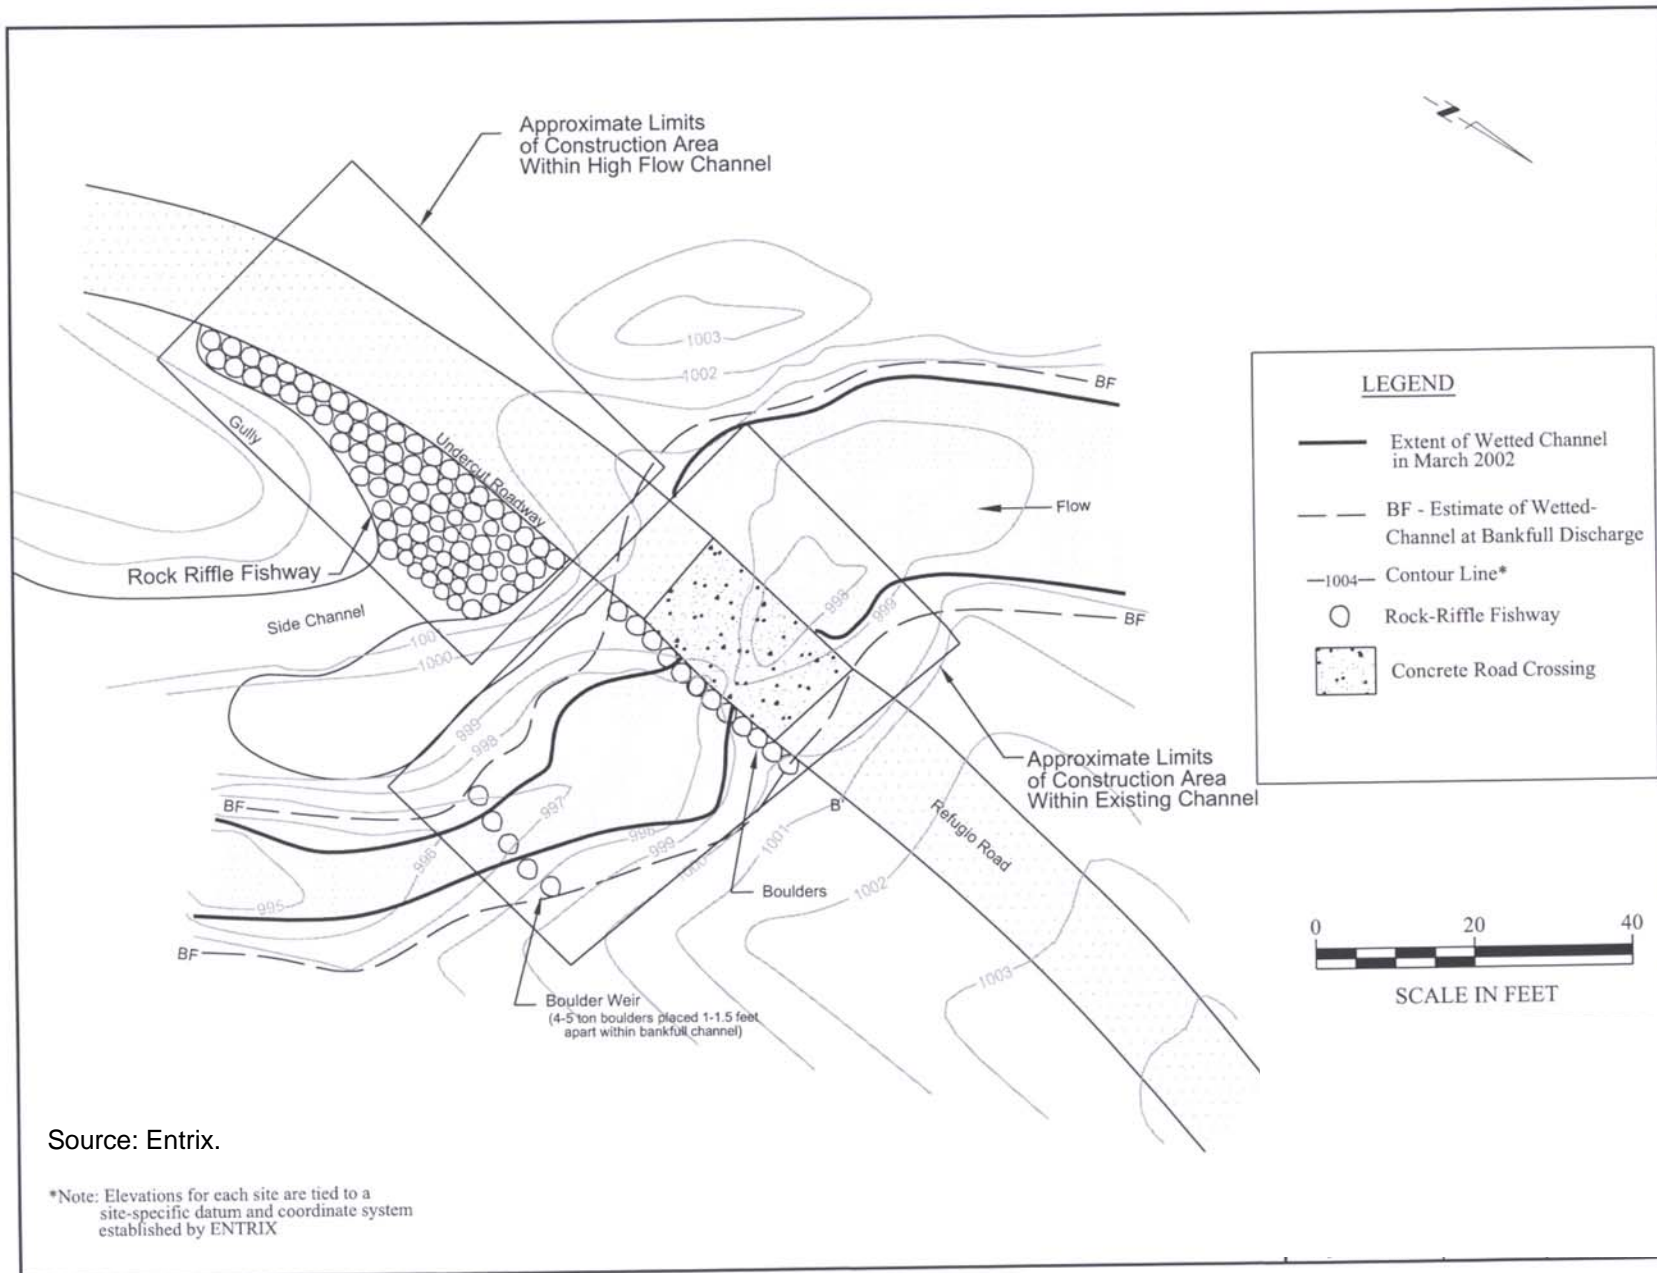 Approximate Limits
of Construction Area
Within High Flow Channel
N
1003
1002
BF
Gully
Undercut Roadway
Flow
Rock Riffle Fishway
Side Channel
1000
998
999
BF
999
998
997
996
995
BF
BF
998
999
1001
B'
1002
1003
Refugio Road
Approximate Limits
of Construction Area
Within Existing Channel
Boulders
Boulder Weir
(4-5 ton boulders placed 1-1.5 feet
apart within bankfull channel)
LEGEND
Extent of Wetted Channel
in March 2002
BF - Estimate of Wetted-
Channel at Bankfull Discharge
1004 Contour Line*
Rock-Riffle Fishway
Concrete Road Crossing
0 20 40
SCALE IN FEET
Source: Entrix.
*Note: Elevations for each site are tied to a
site-specific datum and coordinate system
established by ENTRIX